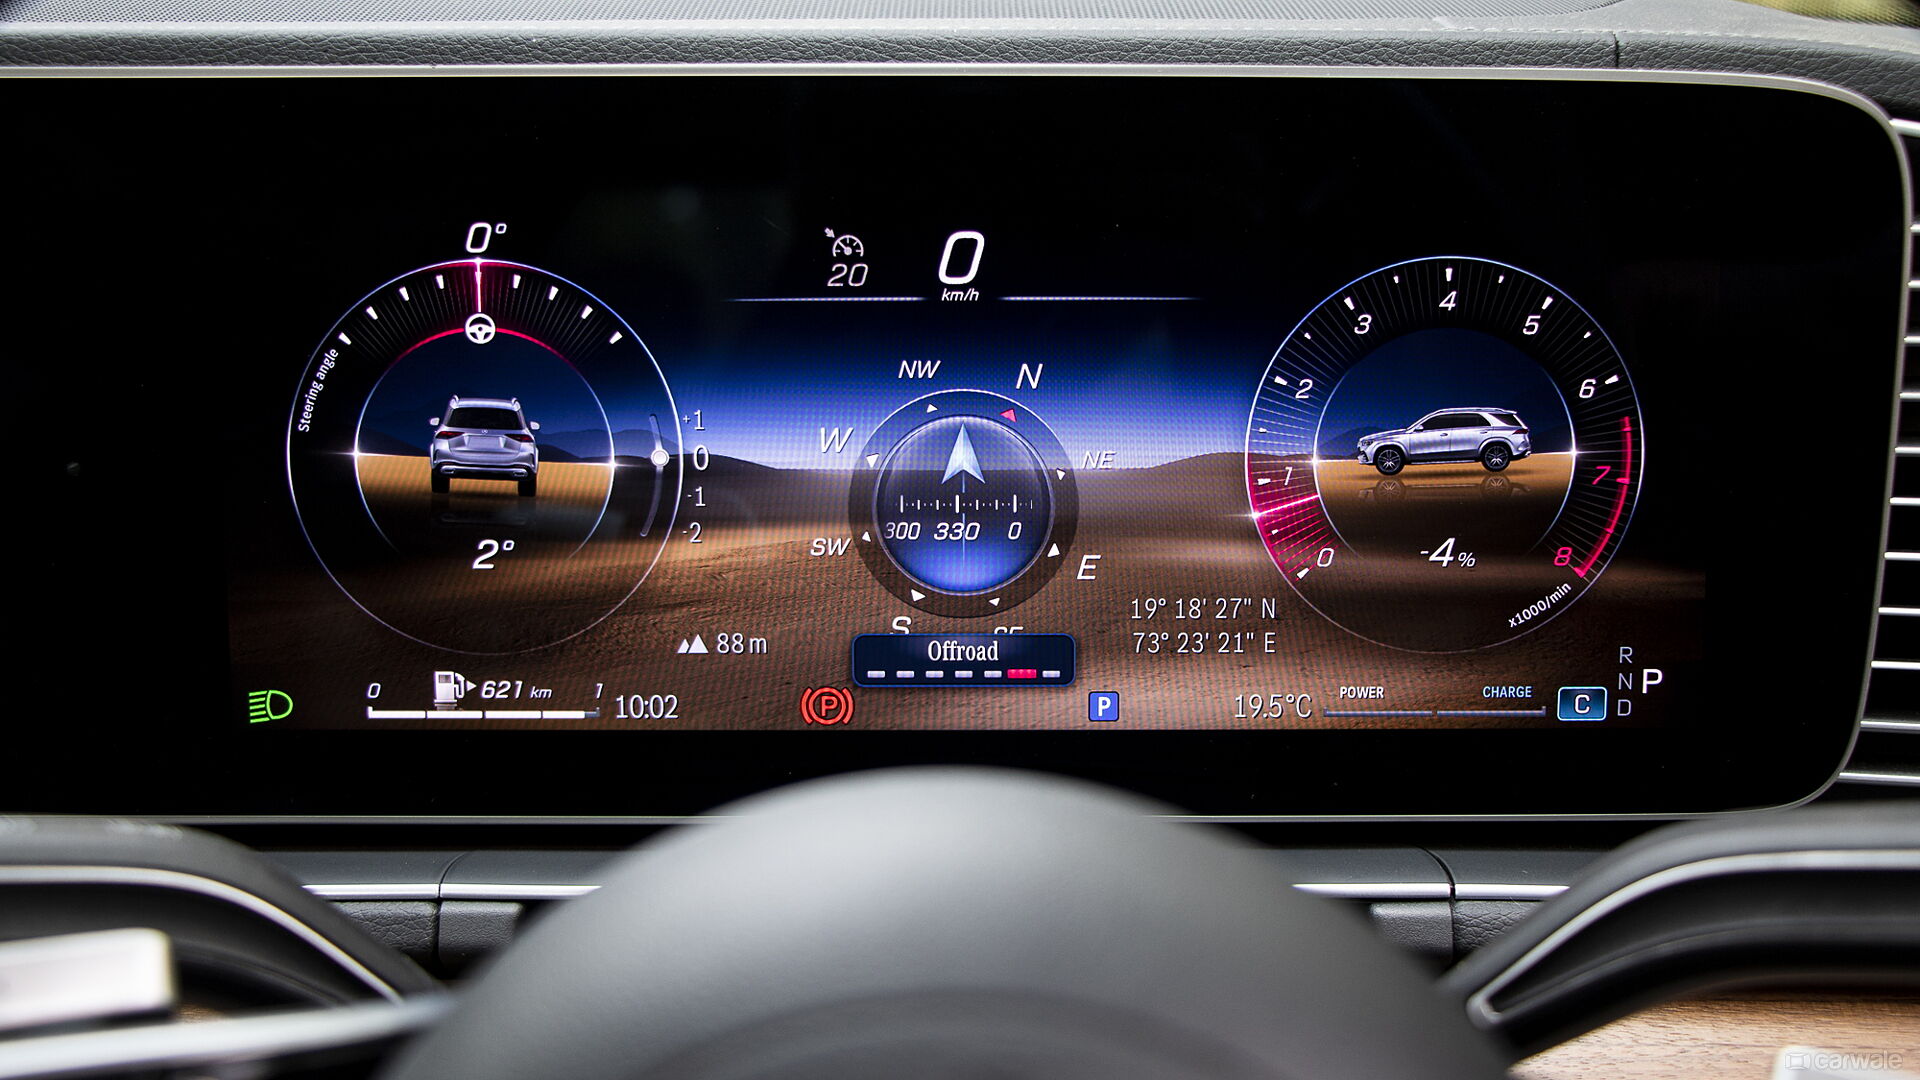 0°
Steering angle
+1
0
-1
-2
2°
20
0
km/h
NW
N
W
NE
300 330 0
SW
E
S
Offroad
88 m
19° 18' 27" N
73° 23' 21" E
0
1
2
3
4
5
6
7
8
x1000/min
-4%
0
621 km
1
10:02
P
P
19.5°C
POWER
CHARGE
C
R
N
D
P
carwale